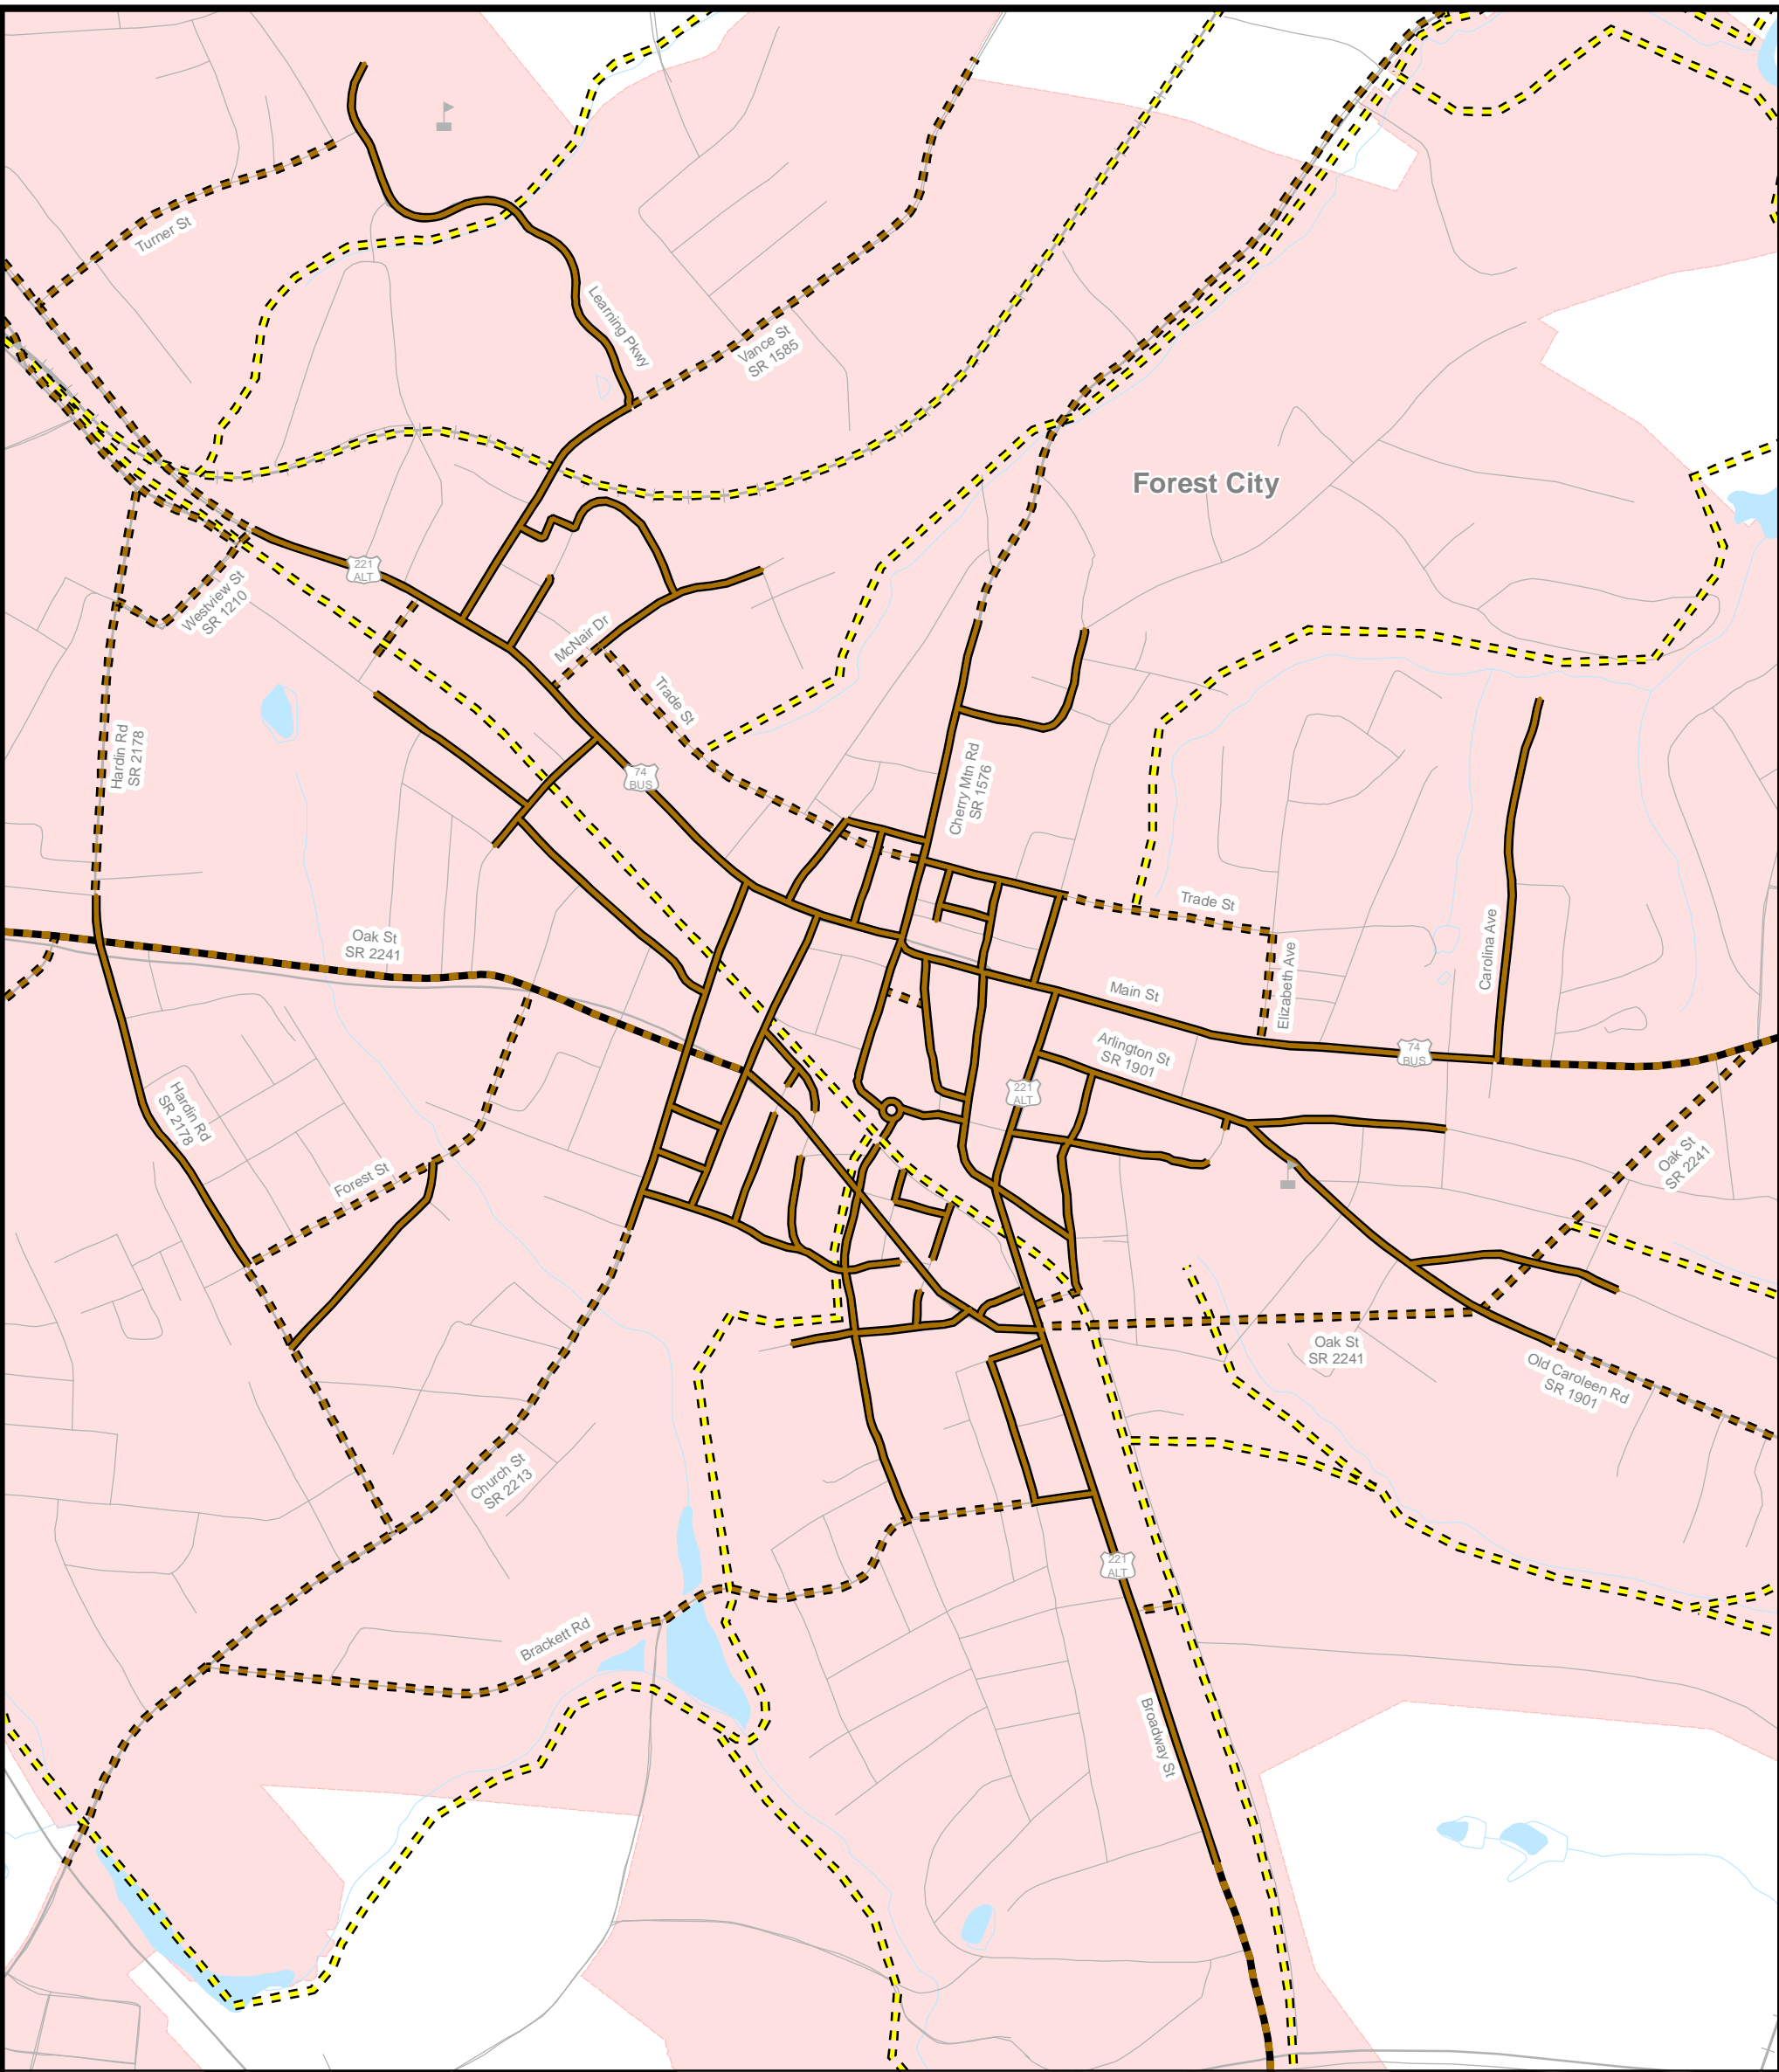 Turner St
Learning Pkwy
Vance St
SR 1585
Forest City
221
ALT
Westview St
SR 1210
McNair Dr
Trade St
Hardin Rd
SR 2178
74
BUS
Cherry Mtn Rd
SR 1576
Trade St
Oak St
SR 2241
Carolina Ave
Elizabeth Ave
Main St
Arlington St
SR 1901
74
BUS
221
ALT
Hardin Rd
SR 2178
Forest St
Oak St
SR 2241
Oak St
SR 2241
Old Caroleen Rd
SR 1901
Church St
SR 2213
221
ALT
Brackett Rd
Broadway St